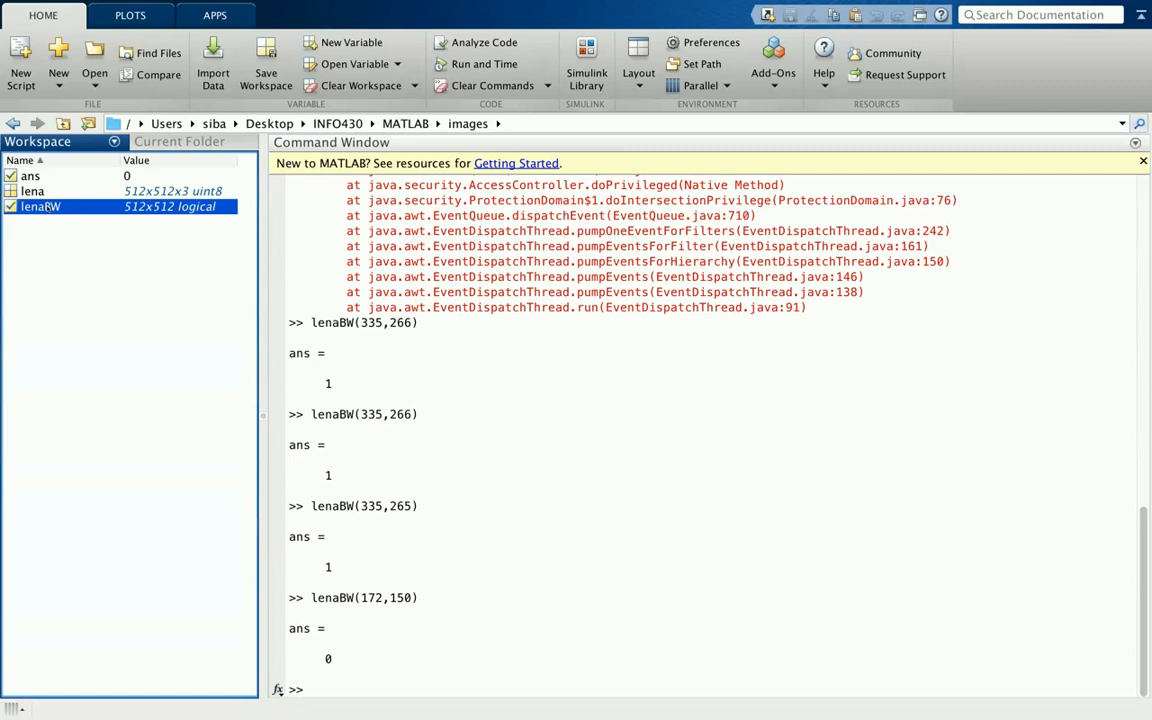 HOME PLOTS APPS Search Documentation
New Script New Open Find Files Compare Import Data Save Workspace New Variable Open Variable Clear Workspace Analyze Code Run and Time Clear Commands Simulink Library Layout Preferences Set Path Parallel Add-Ons Help Community Request Support
FILE VARIABLE CODE SIMULINK ENVIRONMENT RESOURCES
/ Users siba Desktop INFO430 MATLAB images
Workspace Current Folder
Name Value
ans 0
lena 512x512x3 uint8
lenaBW 512x512 logical
Command Window
New to MATLAB? See resources for Getting Started.
at java.security.AccessController.doPrivileged(Native Method)
at java.security.ProtectionDomain$1.doIntersectionPrivilege(ProtectionDomain.java:76)
at java.awt.EventQueue.dispatchEvent(EventQueue.java:710)
at java.awt.EventDispatchThread.pumpOneEventForFilters(EventDispatchThread.java:242)
at java.awt.EventDispatchThread.pumpEventsForFilter(EventDispatchThread.java:161)
at java.awt.EventDispatchThread.pumpEventsForHierarchy(EventDispatchThread.java:150)
at java.awt.EventDispatchThread.pumpEvents(EventDispatchThread.java:146)
at java.awt.EventDispatchThread.pumpEvents(EventDispatchThread.java:138)
at java.awt.EventDispatchThread.run(EventDispatchThread.java:91)
>> lenaBW(335,266)
ans =
1
>> lenaBW(335,266)
ans =
1
>> lenaBW(335,265)
ans =
1
>> lenaBW(172,150)
ans =
0
fx >>